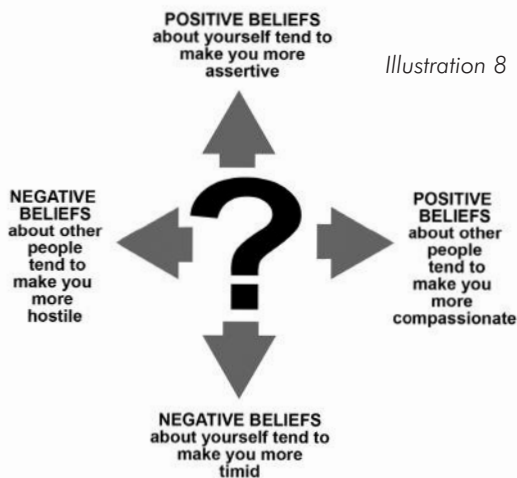 POSITIVE BELIEFS
about yourself tend to
make you more
assertive
Illustration 8
NEGATIVE
BELIEFS
about other
people
tend to
make you
more
hostile
?
POSITIVE
BELIEFS
about other
people
tend to
make you
more
compassionate
NEGATIVE BELIEFS
about yourself tend to
make you more
timid